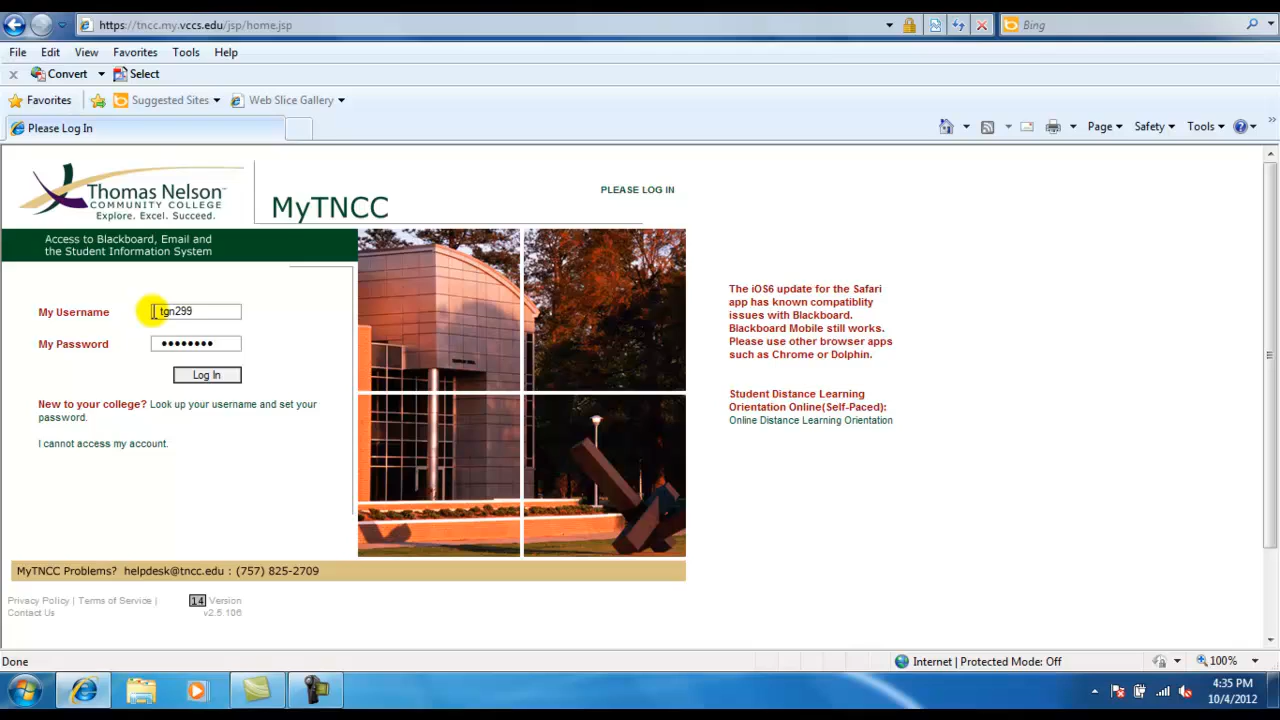 https://tncc.my.vccs.edu/jsp/home.jsp
Bing
File Edit View Favorites Tools Help
x Convert Select
Favorites Suggested Sites Web Slice Gallery
Please Log In
Page Safety Tools
Thomas Nelson
COMMUNITY COLLEGE
Explore. Excel. Succeed.
MyTNCC
PLEASE LOG IN
Access to Blackboard, Email and
the Student Information System
My Username tgn299
My Password ••••••••
Log In
New to your college? Look up your username and set your
password.
I cannot access my account.
The iOS6 update for the Safari
app has known compatiblity
issues with Blackboard.
Blackboard Mobile still works.
Please use other browser apps
such as Chrome or Dolphin.
Student Distance Learning
Orientation Online(Self-Paced):
Online Distance Learning Orientation
MyTNCC Problems? helpdesk@tncc.edu : (757) 825-2709
Privacy Policy | Terms of Service |
Contact Us
14 Version
v2.5.106
Done
Internet | Protected Mode: Off
100%
4:35 PM
10/4/2012